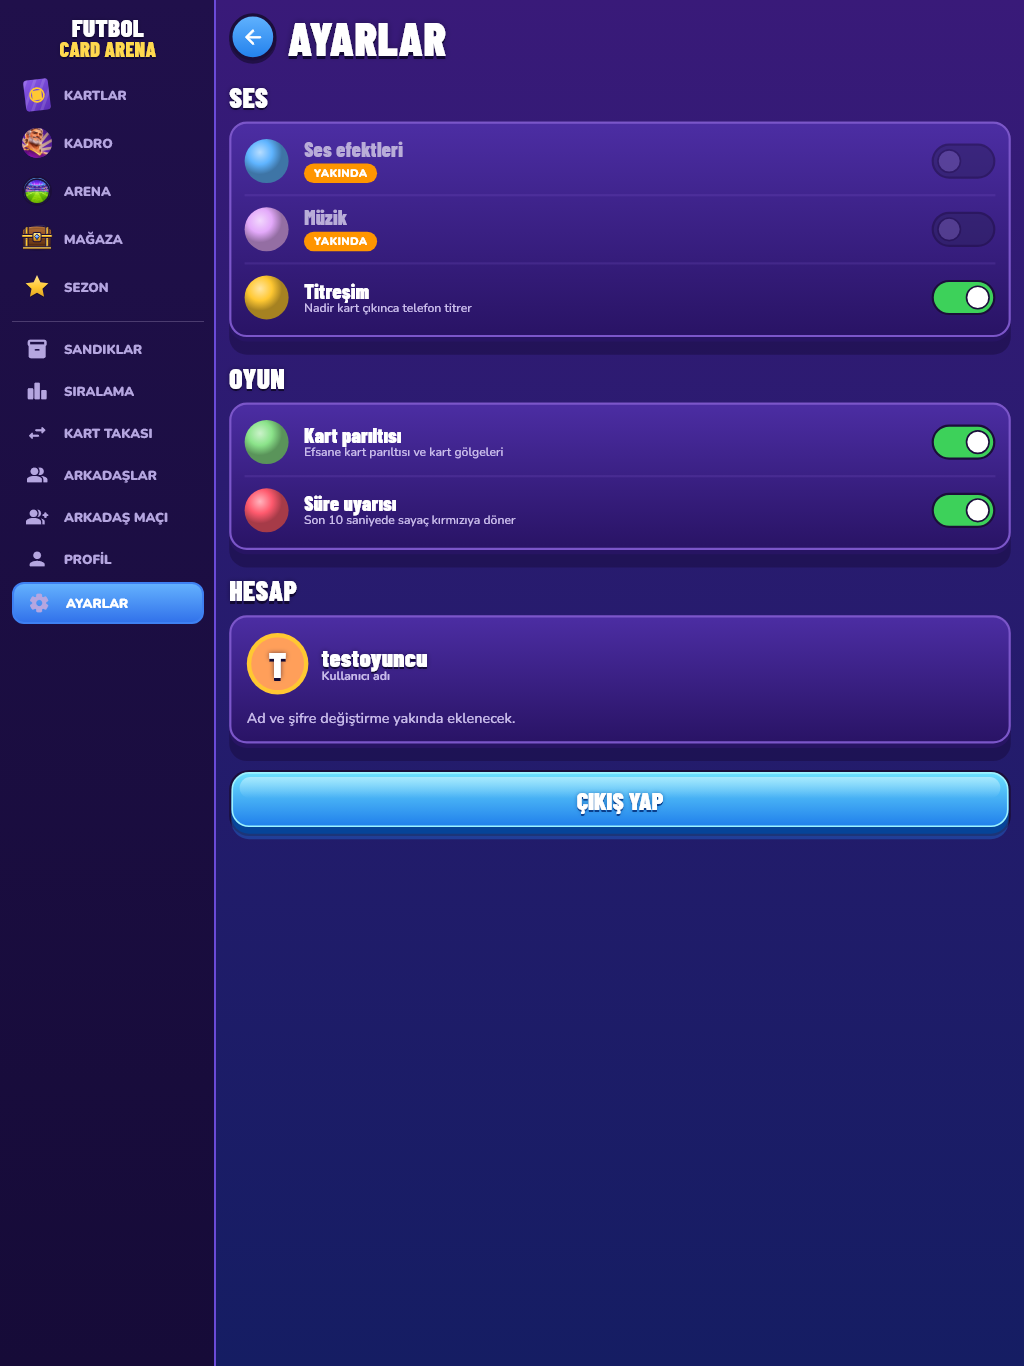 FUTBOL
CARD ARENA
KARTLAR
KADRO
ARENA
MAĞAZA
SEZON
SANDIKLAR
SIRALAMA
KART TAKASI
ARKADAŞLAR
ARKADAŞ MAÇI
PROFİL
AYARLAR
AYARLAR
SES
Ses efektleri
YAKINDA
Müzik
YAKINDA
Titreşim
Nadir kart çıkınca telefon titrer
OYUN
Kart parıltısı
Efsane kart parıltısı ve kart gölgeleri
Süre uyarısı
Son 10 saniyede sayaç kırmızıya döner
HESAP
T
testoyuncu
Kullanıcı adı
Ad ve şifre değiştirme yakında eklenecek.
ÇIKIŞ YAP